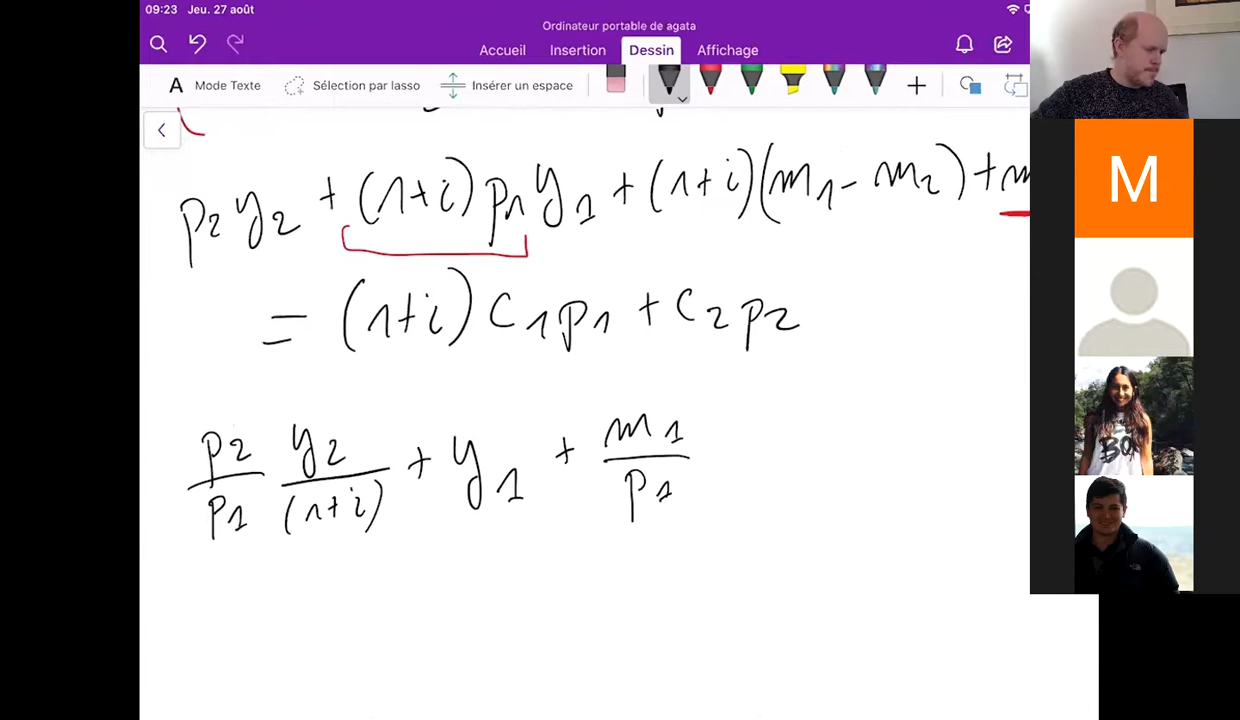 09:23 Jeu. 27 août
Ordinateur portable de agata
Accueil Insertion Dessin Affichage
A Mode Texte Sélection par lasso Insérer un espace
p2 y2 + (1+i) p1 y1 + (1+i)(m1 - m2) + m
= (1+i) c1 p1 + c2 p2
p2/p1 y2/(1+i) + y1 + m1/p1
M
BO